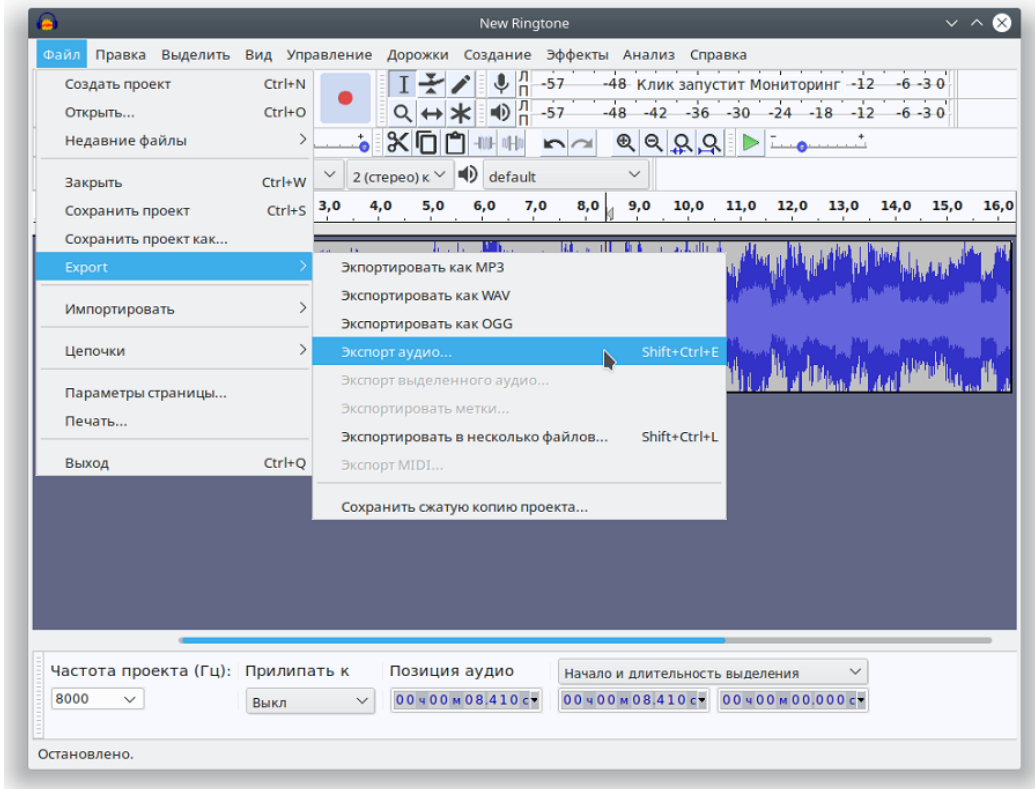 New Ringtone
Файл Правка Выделить Вид Управление Дорожки Создание Эффекты Анализ Справка
Создать проект Ctrl+N
Открыть... Ctrl+O
Недавние файлы
Закрыть Ctrl+W
Сохранить проект Ctrl+S
Сохранить проект как...
Export
Импортировать
Цепочки
Параметры страницы...
Печать...
Выход Ctrl+Q
Л П -57 -48 Клик запустит Мониторинг -12 -6 -3 0
Л П -57 -48 -42 -36 -30 -24 -18 -12 -6 -3 0
2 (стерео) к default
3,0 4,0 5,0 6,0 7,0 8,0 9,0 10,0 11,0 12,0 13,0 14,0 15,0 16,0
Экпортировать как MP3
Экспортировать как WAV
Экспортировать как OGG
Экспорт аудио... Shift+Ctrl+E
Экспорт выделенного аудио...
Экспортировать метки...
Экспортировать в несколько файлов... Shift+Ctrl+L
Экспорт MIDI...
Сохранить сжатую копию проекта...
Частота проекта (Гц): Прилипать к Позиция аудио Начало и длительность выделения
8000 Выкл 00 ч 00 м 08.410 с 00 ч 00 м 08.410 с 00 ч 00 м 00.000 с
Остановлено.